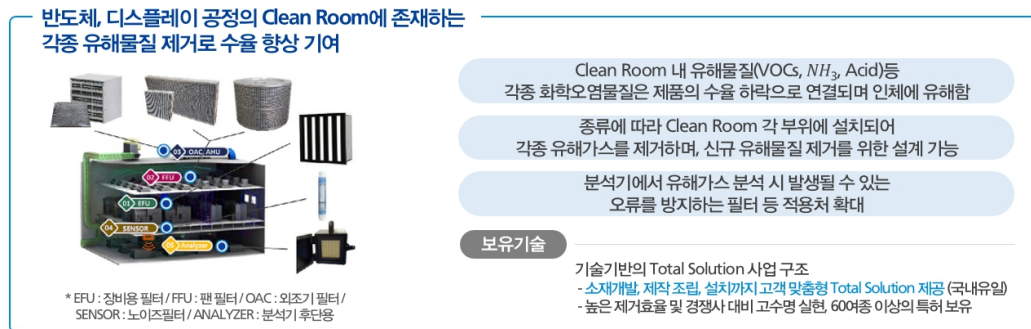 반도체, 디스플레이 공정의 Clean Room에 존재하는
각종 유해물질 제거로 수율 향상 기여
03 OAC, AHU
02 FFU
01 EFU
04 SENSOR
05 Analyzer
* EFU : 장비용 필터 / FFU : 팬 필터 / OAC : 외조기 필터 /
SENSOR : 노이즈필터 / ANALYZER : 분석기 후단용
Clean Room 내 유해물질(VOCs, NH₃, Acid)등
각종 화학오염물질은 제품의 수율 하락으로 연결되며 인체에 유해함
종류에 따라 Clean Room 각 부위에 설치되어
각종 유해가스를 제거하며, 신규 유해물질 제거를 위한 설계 가능
분석기에서 유해가스 분석 시 발생될 수 있는
오류를 방지하는 필터 등 적용처 확대
보유기술
기술기반의 Total Solution 사업 구조
- 소재개발, 제작 조립, 설치까지 고객 맞춤형 Total Solution 제공 (국내유일)
- 높은 제거효율 및 경쟁사 대비 고수명 실현, 60여종 이상의 특허 보유